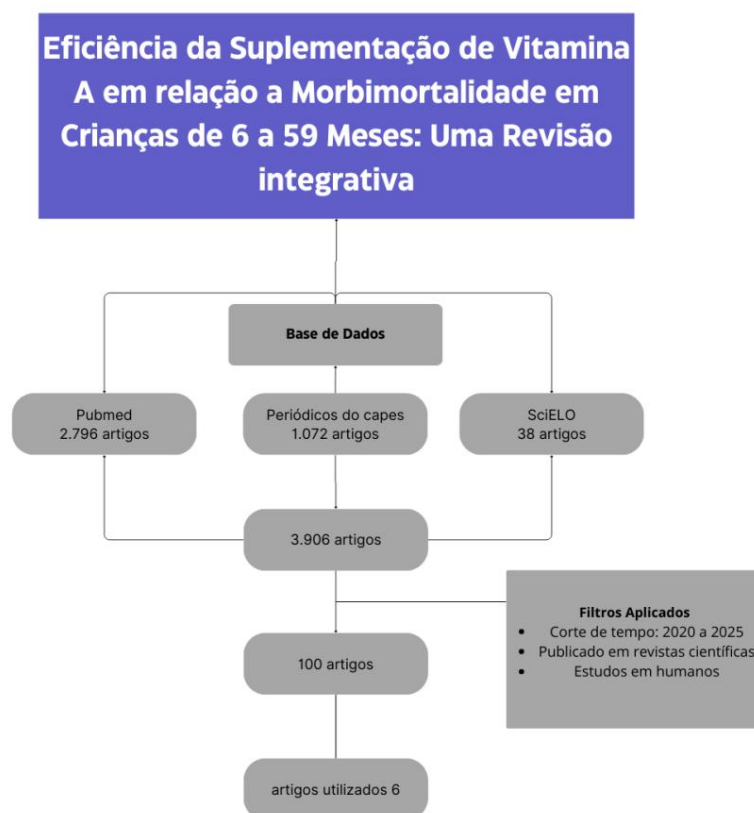 Eficiência da Suplementação de Vitamina
A em relação a Morbimortalidade em
Crianças de 6 a 59 Meses: Uma Revisão
integrativa
Base de Dados
Pubmed
2.796 artigos
Periódicos do capes
1.072 artigos
SciELO
38 artigos
3.906 artigos
Filtros Aplicados
• Corte de tempo: 2020 a 2025
• Publicado em revistas científicas
• Estudos em humanos
100 artigos
artigos utilizados 6